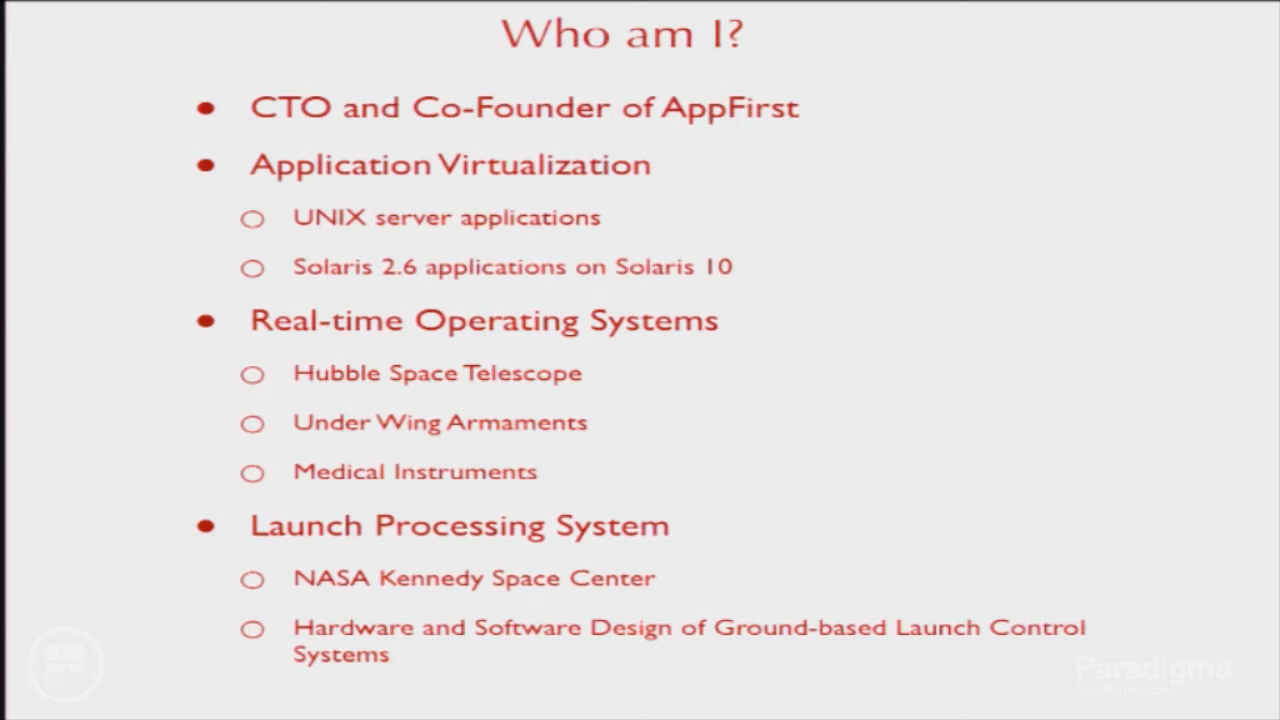 Who am I?
• CTO and Co-Founder of AppFirst
• Application Virtualization
○ UNIX server applications
○ Solaris 2.6 applications on Solaris 10
• Real-time Operating Systems
○ Hubble Space Telescope
○ Under Wing Armaments
○ Medical Instruments
• Launch Processing System
○ NASA Kennedy Space Center
○ Hardware and Software Design of Ground-based Launch Control
Systems
Paradigma